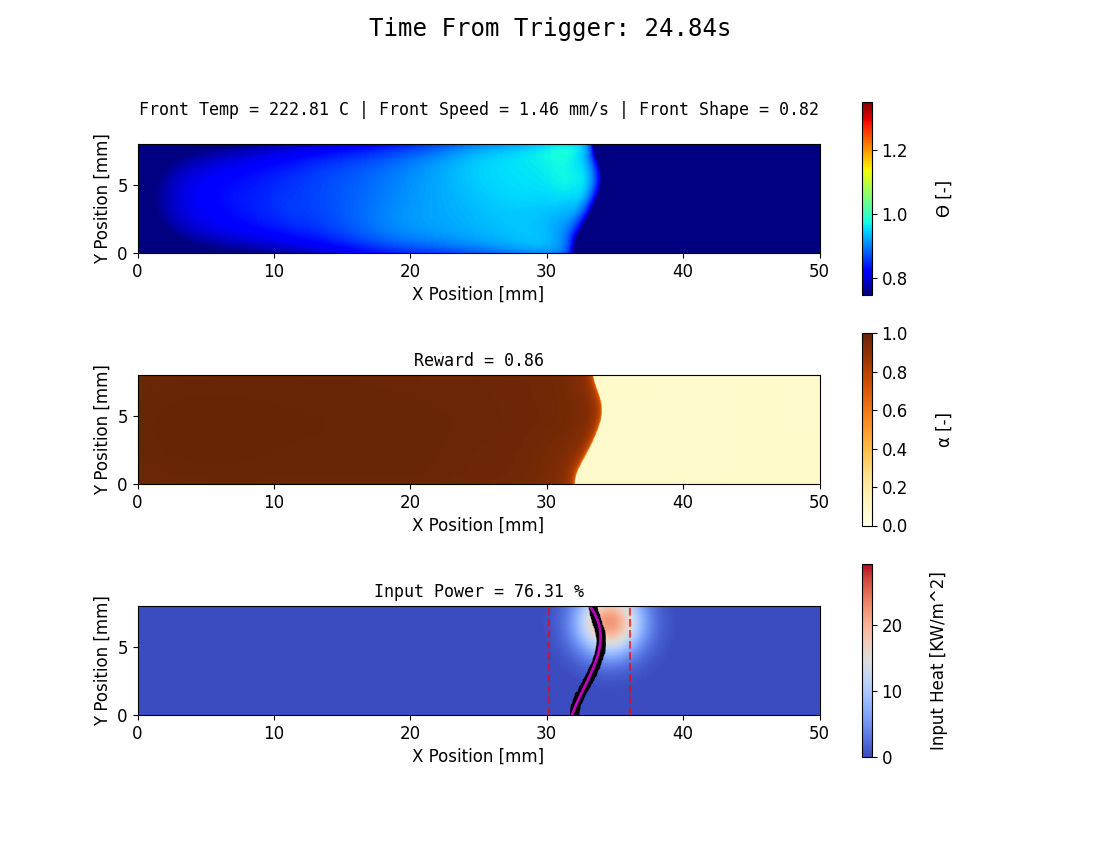 Time From Trigger: 24.84s
Front Temp = 222.81 C | Front Speed = 1.46 mm/s | Front Shape = 0.82
Y Position [mm]
5
0
0 10 20 30 40 50
X Position [mm]
1.2
1.0
0.8
Θ [-]
Reward = 0.86
Y Position [mm]
5
0
0 10 20 30 40 50
X Position [mm]
1.0
0.8
0.6
0.4
0.2
0.0
α [-]
Input Power = 76.31 %
Y Position [mm]
5
0
0 10 20 30 40 50
X Position [mm]
20
10
0
Input Heat [KW/m^2]